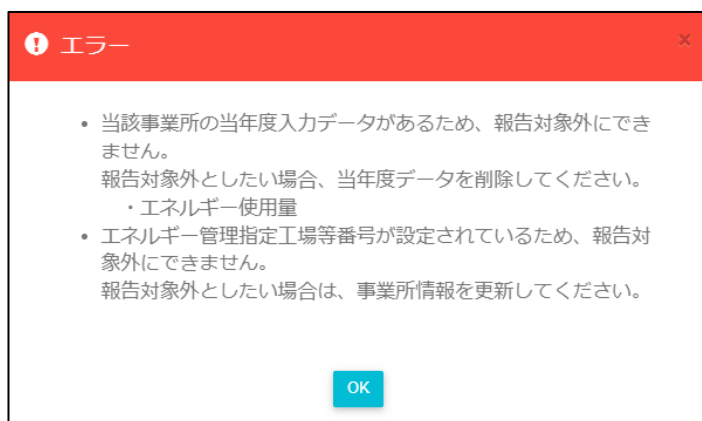 エラー
×
• 当該事業所の当年度入力データがあるため、報告対象外にでき
ません。
報告対象外としたい場合、当年度データを削除してください。
・エネルギー使用量
• エネルギー管理指定工場等番号が設定されているため、報告対
象外にできません。
報告対象外としたい場合は、事業所情報を更新してください。
OK